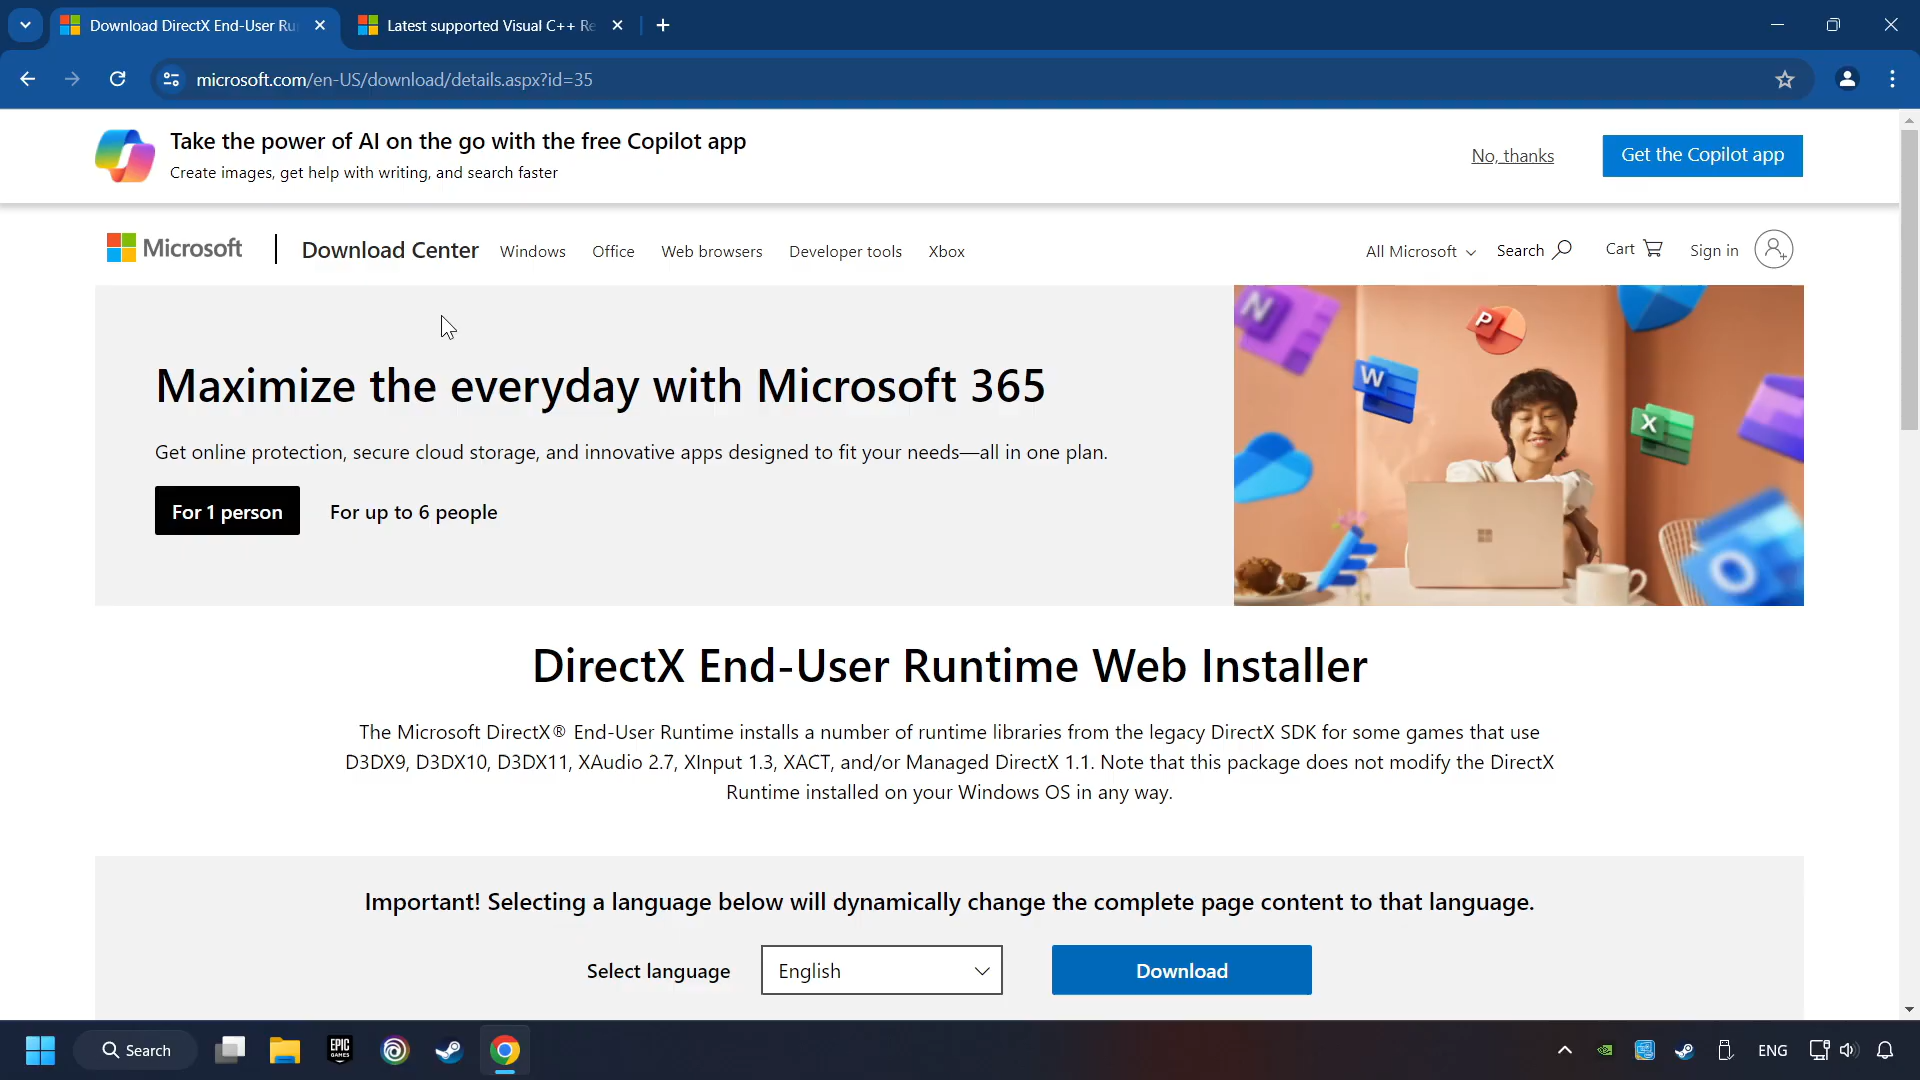 Download DirectX End-User Ru
Latest supported Visual C++ Re
microsoft.com/en-US/download/details.aspx?id=35
Take the power of AI on the go with the free Copilot app
Create images, get help with writing, and search faster
No, thanks
Get the Copilot app
Microsoft
Download Center
Windows
Office
Web browsers
Developer tools
Xbox
All Microsoft
Search
Cart
Sign in
Maximize the everyday with Microsoft 365
Get online protection, secure cloud storage, and innovative apps designed to fit your needs—all in one plan.
For 1 person
For up to 6 people
N
W
P
X
O
DirectX End-User Runtime Web Installer
The Microsoft DirectX® End-User Runtime installs a number of runtime libraries from the legacy DirectX SDK for some games that use
D3DX9, D3DX10, D3DX11, XAudio 2.7, XInput 1.3, XACT, and/or Managed DirectX 1.1. Note that this package does not modify the DirectX
Runtime installed on your Windows OS in any way.
Important! Selecting a language below will dynamically change the complete page content to that language.
Select language
English
Download
Search
EPIC
GAMES
ENG